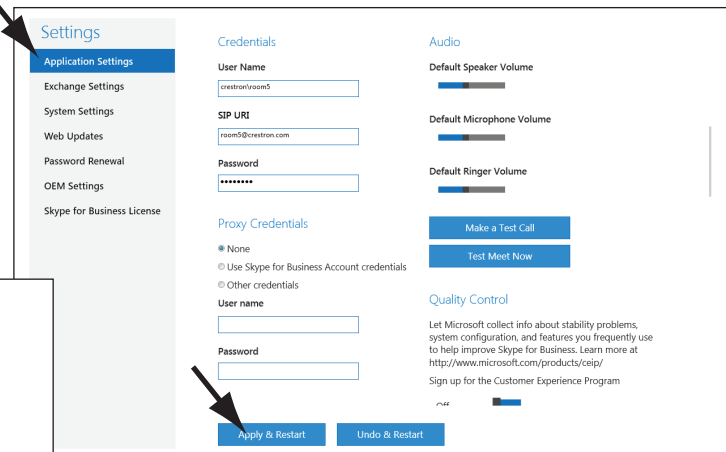 Settings
Application Settings
Exchange Settings
System Settings
Web Updates
Password Renewal
OEM Settings
Skype for Business License
Credentials
User Name
crestron\room5
SIP URI
room5@crestron.com
Password
••••••••
Proxy Credentials
None
Use Skype for Business Account credentials
Other credentials
User name
Password
Apply & Restart
Undo & Restart
Audio
Default Speaker Volume
Default Microphone Volume
Default Ringer Volume
Make a Test Call
Test Meet Now
Quality Control
Let Microsoft collect info about stability problems,
system configuration, and features you frequently use
to help improve Skype for Business. Learn more at
http://www.microsoft.com/products/ceip/
Sign up for the Customer Experience Program
Off